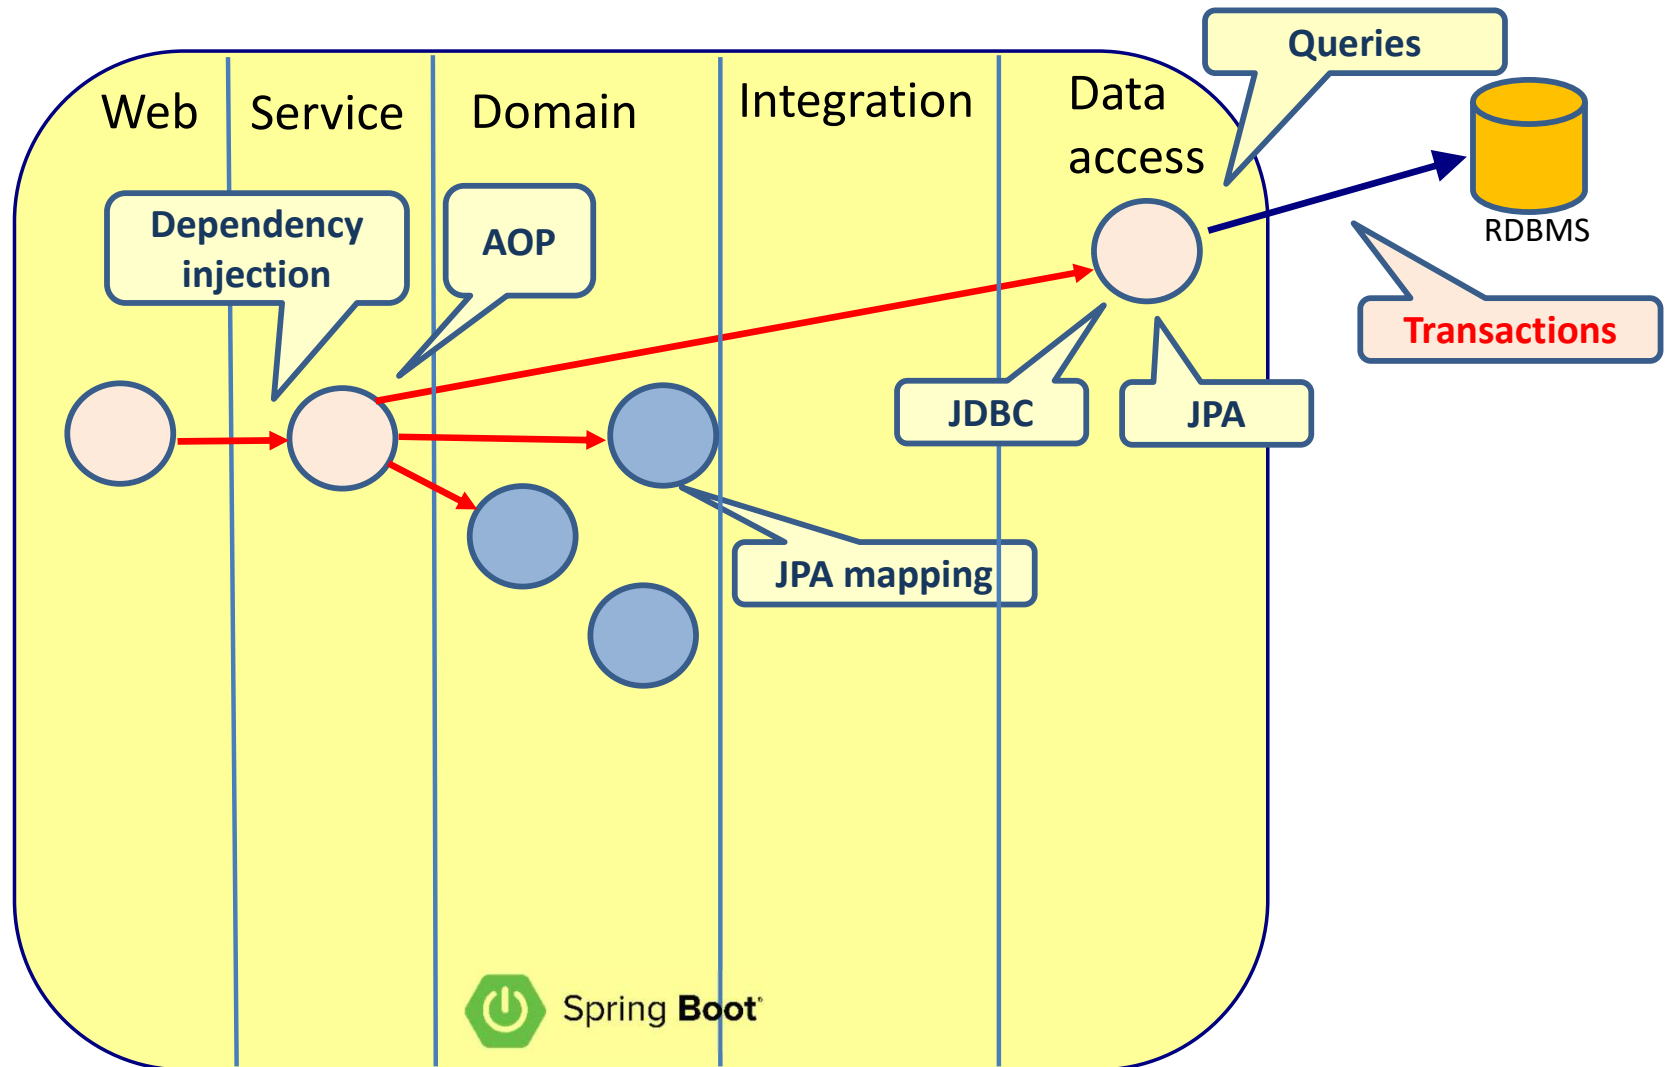 Queries
Web
Service
Domain
Integration
Data
access
Dependency
injection
AOP
RDBMS
Transactions
JDBC
JPA
JPA mapping
Spring Boot